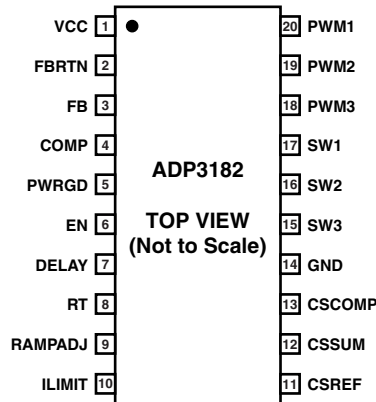 VCC 1 20 PWM1
FBRTN 2 19 PWM2
FB 3 18 PWM3
COMP 4 17 SW1
ADP3182
PWRGD 5 16 SW2
TOP VIEW
EN 6 15 SW3
(Not to Scale)
DELAY 7 14 GND
RT 8 13 CSCOMP
RAMPADJ 9 12 CSSUM
ILIMIT 10 11 CSREF